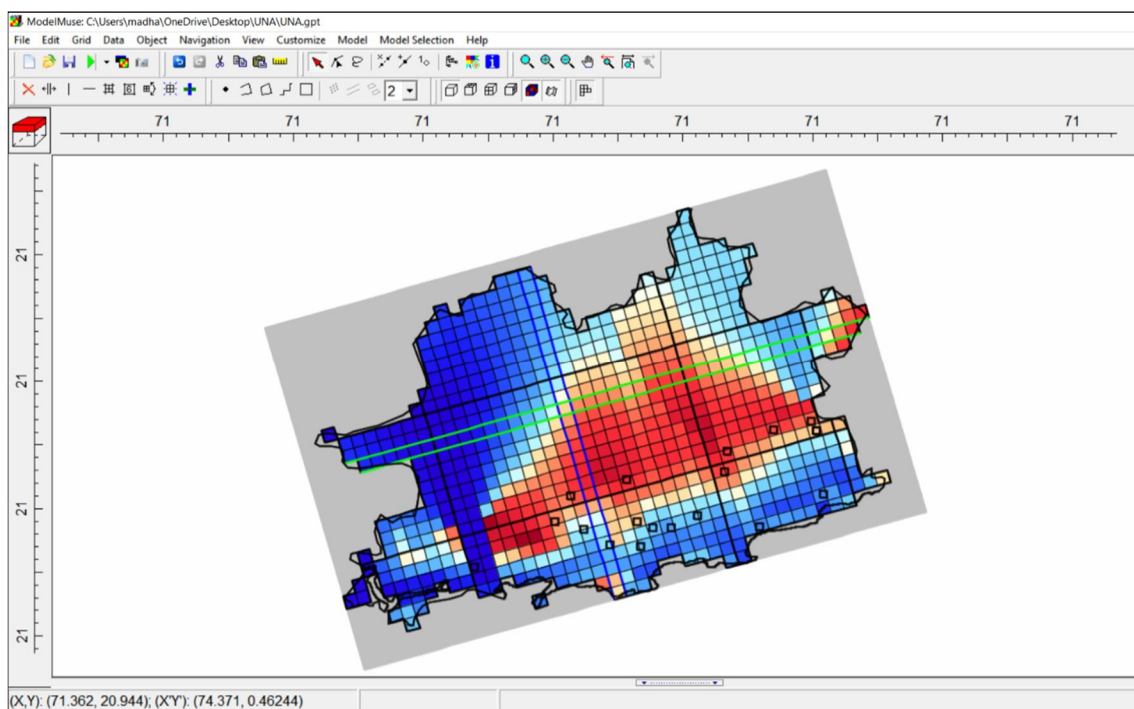 ModelMuse: C:\Users\madha\OneDrive\Desktop\UNA\UNA.gpt
File Edit Grid Data Object Navigation View Customize Model Model Selection Help
2
71 71 71 71 71 71 71 71
21
21
21
21
(X,Y): (71.362, 20.944); (X'Y'): (74.371, 0.46244)